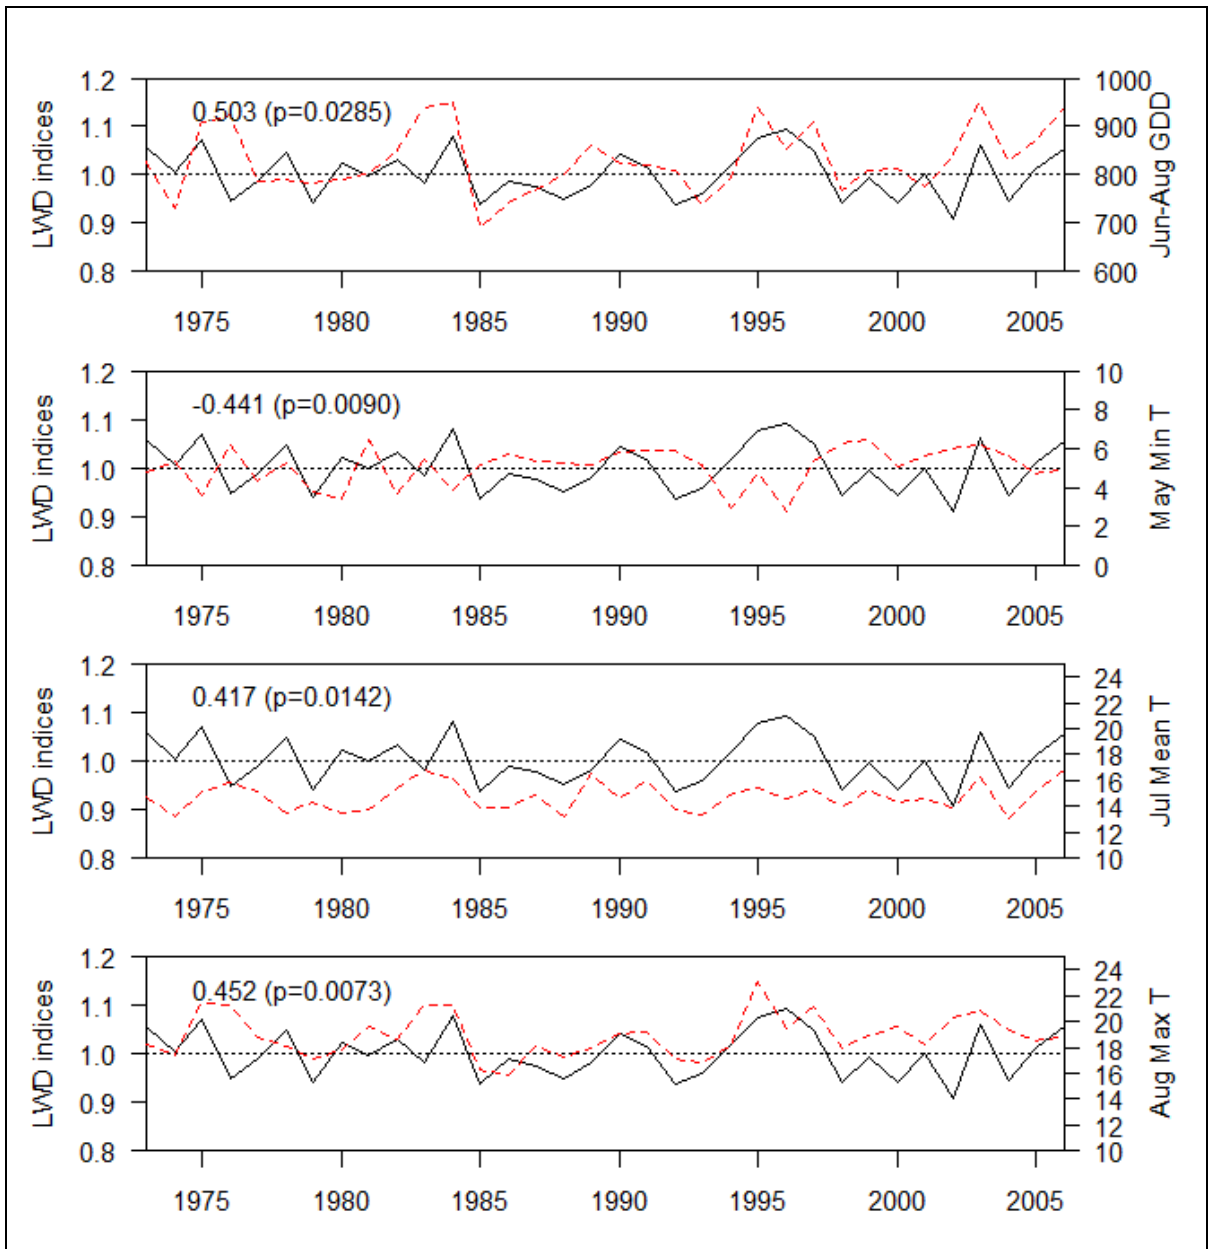 LWD indices
1.2
1.1
1.0
0.9
0.8
0.503 (p=0.0285)
1000
900
800
700
600
Jun-Aug GDD
1975 1980 1985 1990 1995 2000 2005
LWD indices
1.2
1.1
1.0
0.9
0.8
-0.441 (p=0.0090)
10
8
6
4
2
0
May Min T
1975 1980 1985 1990 1995 2000 2005
LWD indices
1.2
1.1
1.0
0.9
0.8
0.417 (p=0.0142)
24
22
20
18
16
14
12
10
Jul Mean T
1975 1980 1985 1990 1995 2000 2005
LWD indices
1.2
1.1
1.0
0.9
0.8
0.452 (p=0.0073)
24
22
20
18
16
14
12
10
Aug Max T
1975 1980 1985 1990 1995 2000 2005